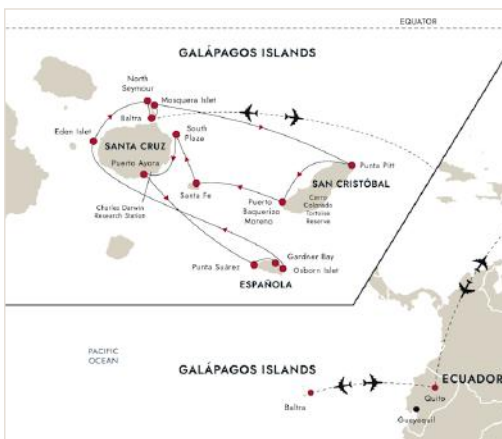 EQUATOR
GALÁPAGOS ISLANDS
North
Seymour
Mosquera Islet
Baltra
South
Plaza
Eden Islet
SANTA CRUZ
Puerto Ayora
Punta Pitt
SAN CRISTÓBAL
Santa Fe
Charles Darwin
Research Station
Puerto
Baquerizo
Moreno
Cerro
Colorado
Tortoise
Reserve
Gardner Bay
Punta Suárez
Osborn Islet
ESPAÑOLA
PACIFIC
OCEAN
GALÁPAGOS ISLANDS
ECUADOR
Quito
Baltra
Guayaquil